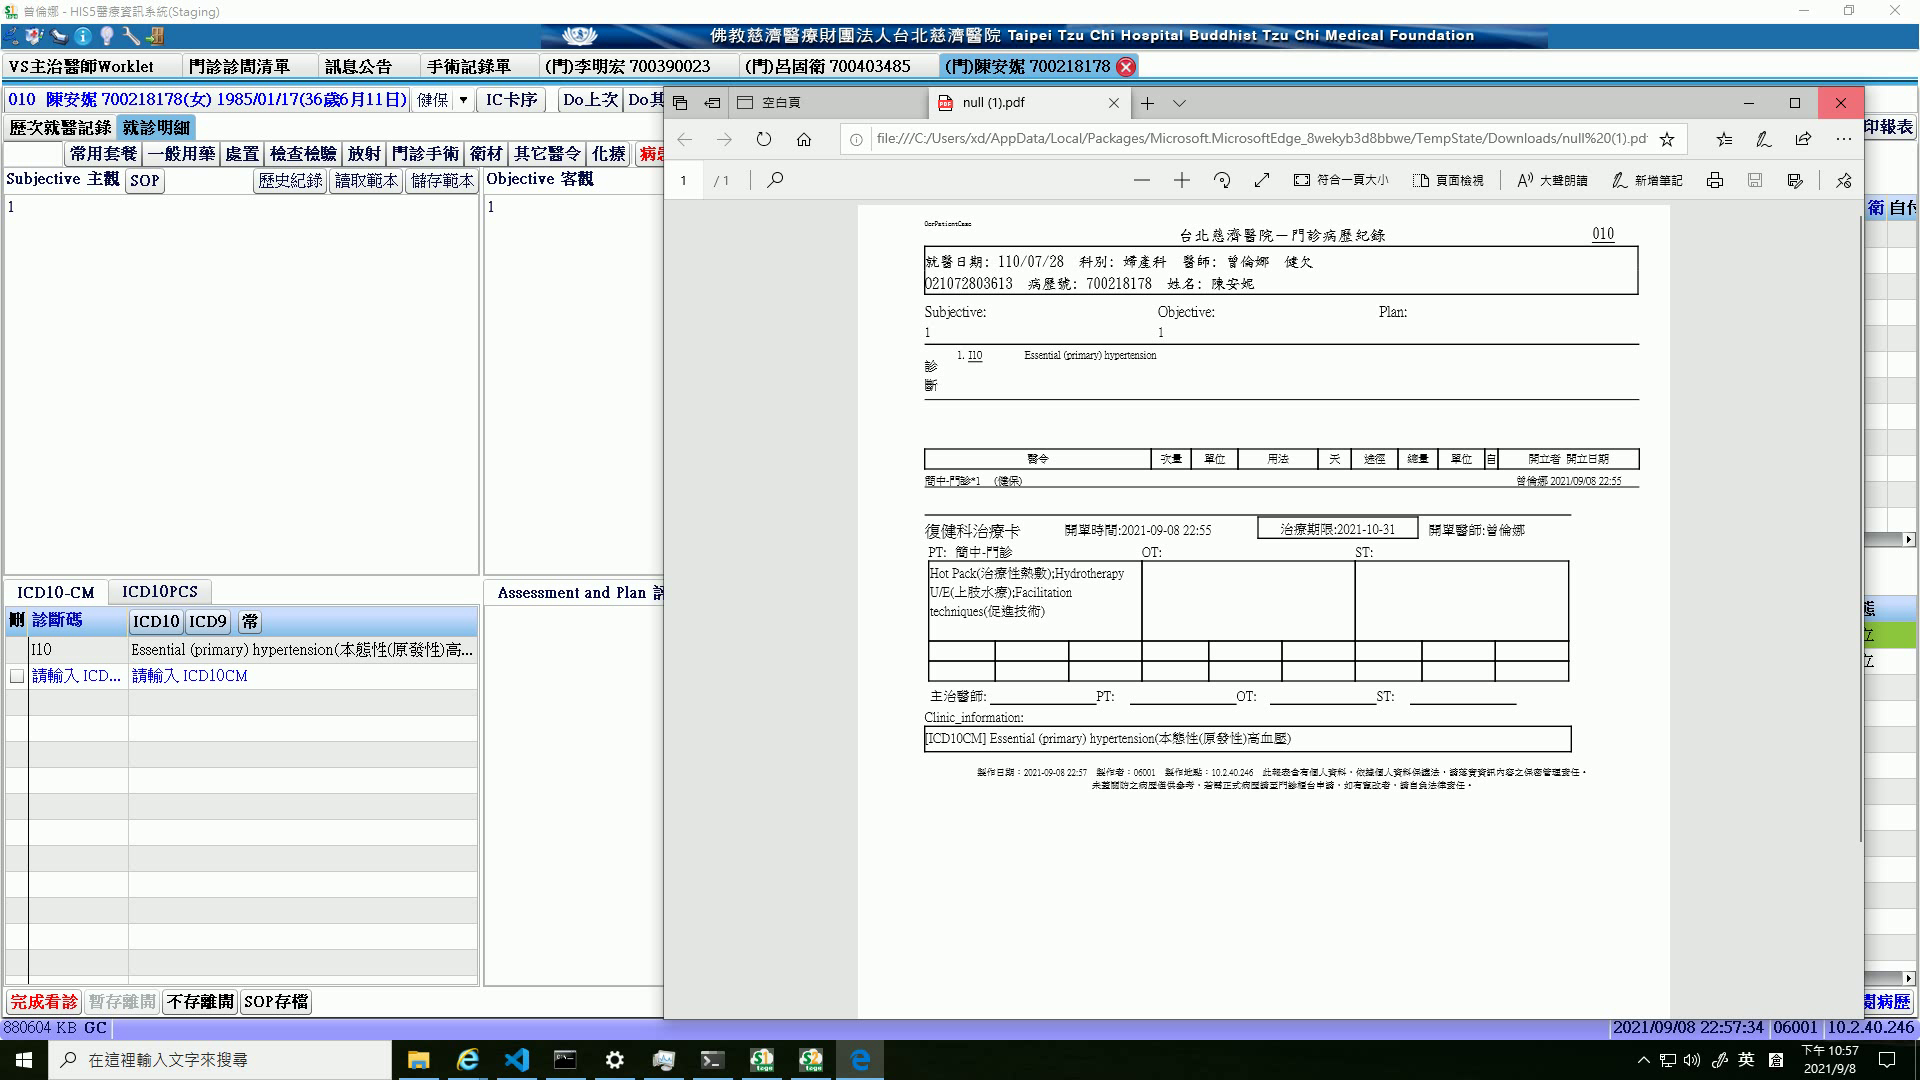 曾倫娜 - HIS5醫療資訊系統(Staging)
佛教慈濟醫療財團法人台北慈濟醫院 Taipei Tzu Chi Hospital Buddhist Tzu Chi Medical Foundation
VS主治醫師Worklet 門診診間清單 訊息公告 手術記錄單 (門)李明宏 700390023 (門)呂固衛 700403485 (門)陳安妮 700218178
010 陳安妮 700218178(女) 1985/01/17(36歲6月11日) 健保 IC卡序 Do上次 Do其
歷次就醫記錄 就診明細 印報表
常用套餐 一般用藥 處置 檢查檢驗 放射 門診手術 衛材 其它醫令 化療 病患
Subjective 主觀 SOP 歷史紀錄 讀取範本 儲存範本 Objective 客觀
衛 自付
1
1
空白頁 null (1).pdf
file:///C:/Users/xd/AppData/Local/Packages/Microsoft.MicrosoftEdge_8wekyb3d8bbwe/TempState/Downloads/null%20(1).pd
1 / 1 符合一頁大小 頁面檢視 大聲朗讀 新增筆記
OcrPatientCase
台北慈濟醫院－門診病歷紀錄 010
就醫日期: 110/07/28 科別: 婦產科 醫師: 曾倫娜 健欠
021072803613 病歷號: 700218178 姓名: 陳安妮
Subjective: Objective: Plan:
1 1
診斷 1. I10 Essential (primary) hypertension
醫令 次量 單位 用法 天 途徑 總量 單位 自 開立者 開立日期
簡中-門診*1 (健保) 曾倫娜 2021/09/08 22:55
復健科治療卡 開單時間:2021-09-08 22:55 治療期限:2021-10-31 開單醫師:曾倫娜
PT: 簡中-門診 OT: ST:
Hot Pack(治療性熱敷);Hydrotherapy
U/E(上肢水療);Facilitation
techniques(促進技術)
主治醫師: PT: OT: ST:
Clinic_information:
[ICD10CM] Essential (primary) hypertension(本態性(原發性)高血壓)
製作日期：2021-09-08 22:57 製作者：06001 製作地點：10.2.40.246 此報表含有個人資料，依據個人資料保護法，請落實資訊內容之保密管理責任。
未蓋關防之病歷僅供參考，若需正式病歷請至門診櫃台申請，如有竄改者，請自負法律責任。
ICD10-CM ICD10PCS Assessment and Plan 評
刪 診斷碼 ICD10 ICD9 常
I10 Essential (primary) hypertension(本態性(原發性)高...
請輸入 ICD... 請輸入 ICD10CM
態
立
立
完成看診 暫存離開 不存離開 SOP存檔 閱病歷
880604 KB GC 2021/09/08 22:57:34 06001 10.2.40.246
在這裡輸入文字來搜尋 英 下午 10:57
2021/9/8